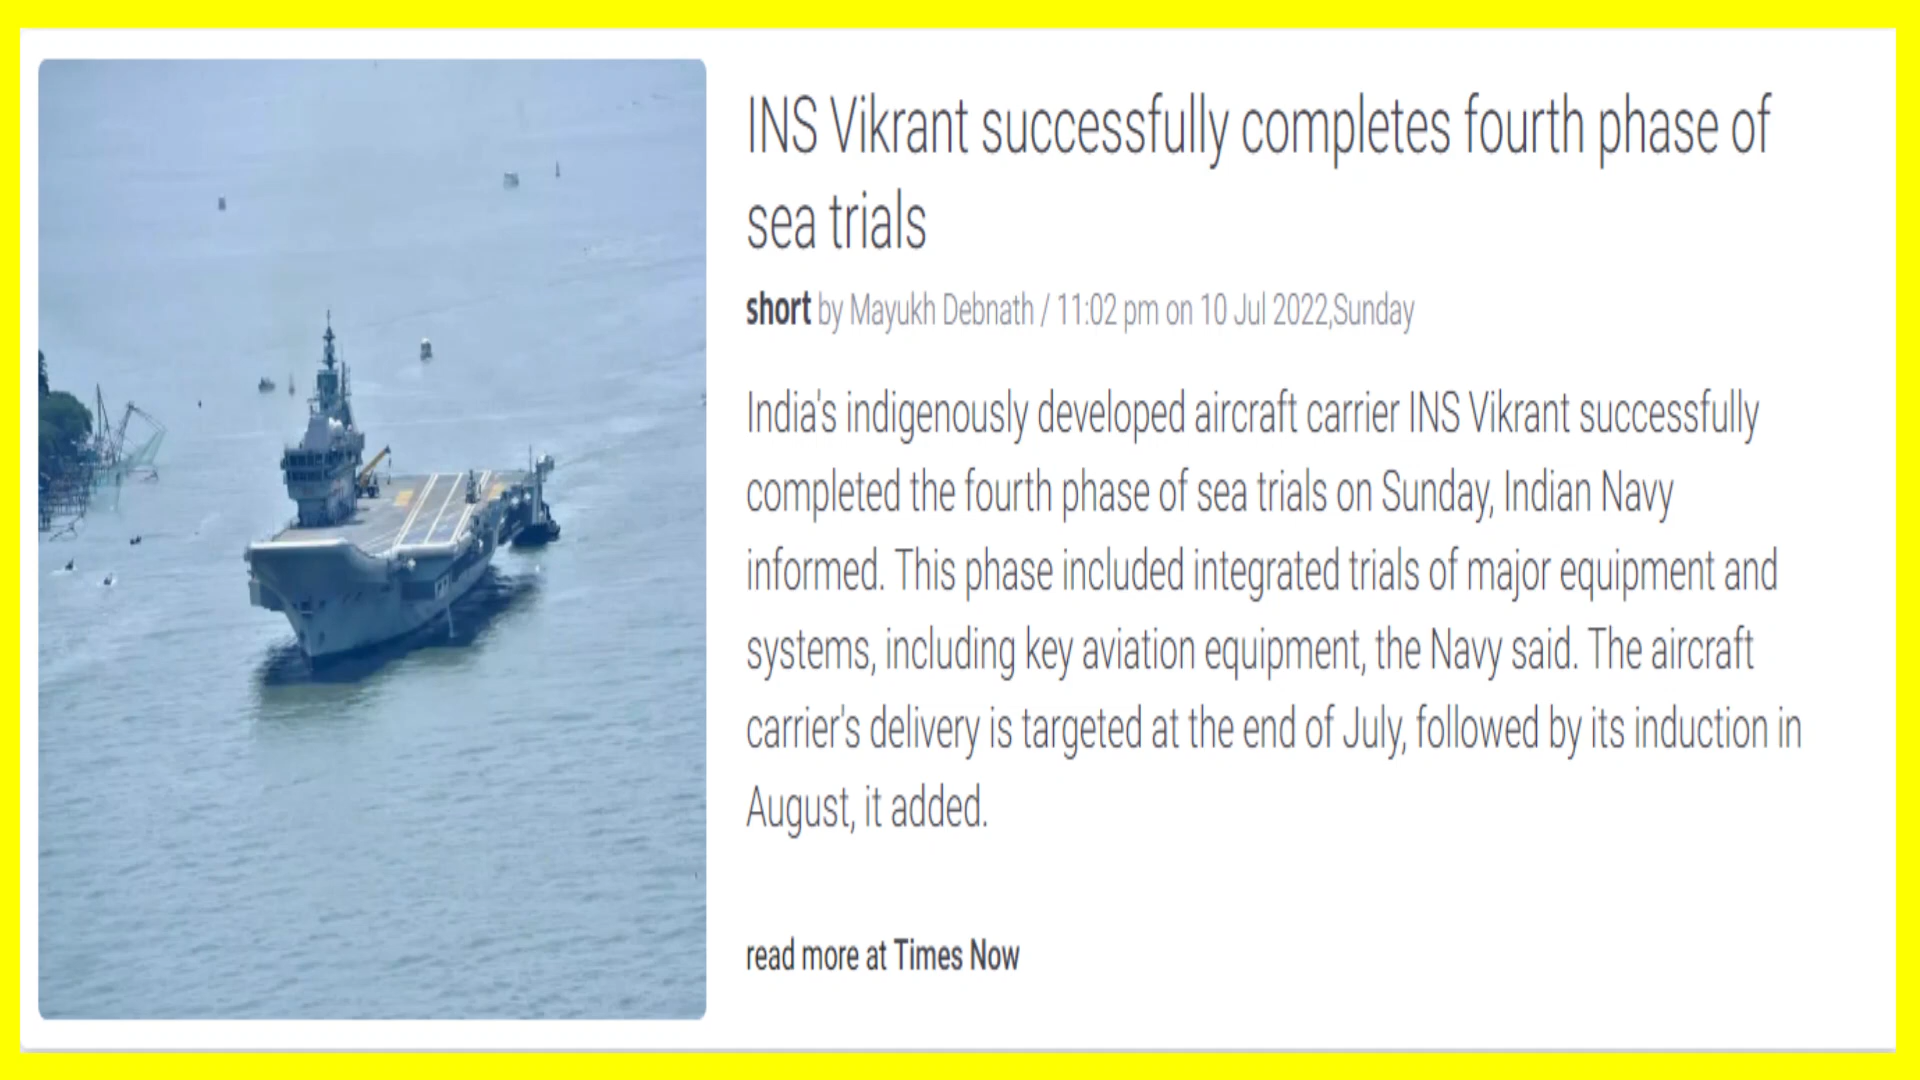 INS Vikrant successfully completes fourth phase of
sea trials
short by Mayukh Debnath / 11:02 pm on 10 Jul 2022,Sunday
India's indigenously developed aircraft carrier INS Vikrant successfully
completed the fourth phase of sea trials on Sunday, Indian Navy
informed. This phase included integrated trials of major equipment and
systems, including key aviation equipment, the Navy said. The aircraft
carrier's delivery is targeted at the end of July, followed by its induction in
August, it added.
read more at Times Now